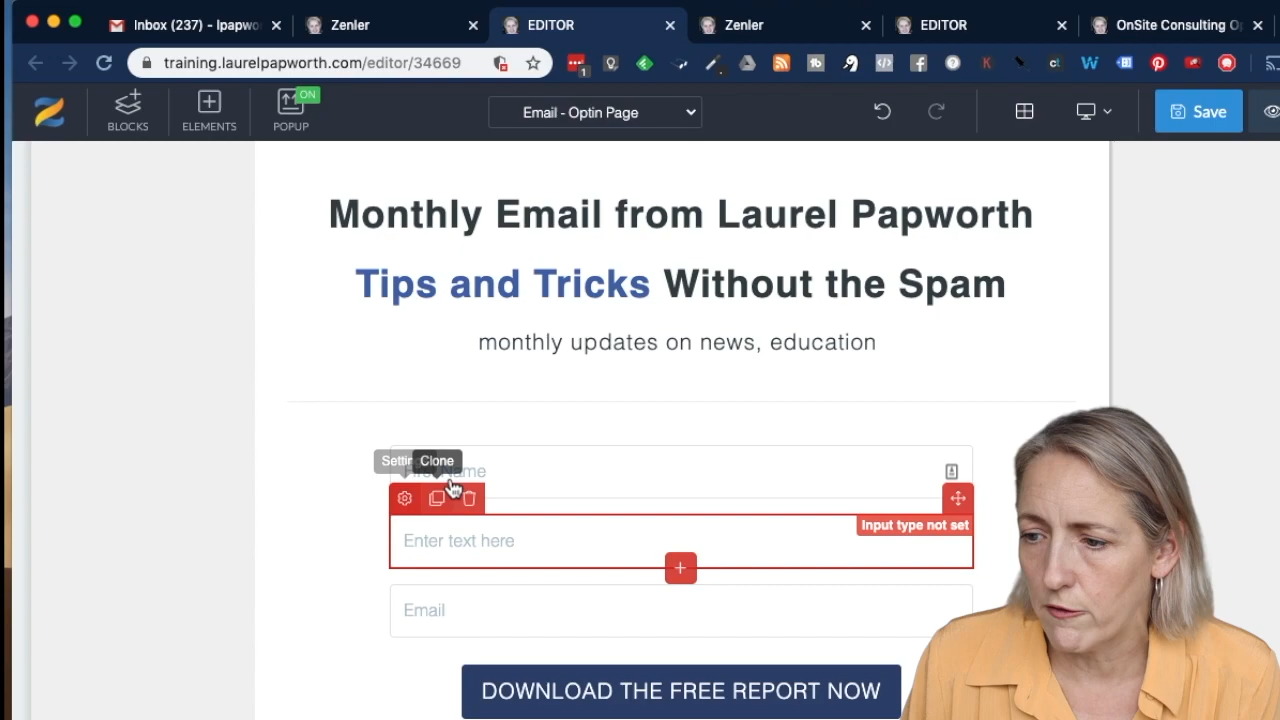 Inbox (237) - lpapwo
Zenler
EDITOR
Zenler
EDITOR
OnSite Consulting Op
training.laurelpapworth.com/editor/34669
BLOCKS
ELEMENTS
ON
POPUP
Email - Optin Page
Save
Monthly Email from Laurel Papworth
Tips and Tricks Without the Spam
monthly updates on news, education
Clone
Name
Input type not set
Enter text here
Email
DOWNLOAD THE FREE REPORT NOW